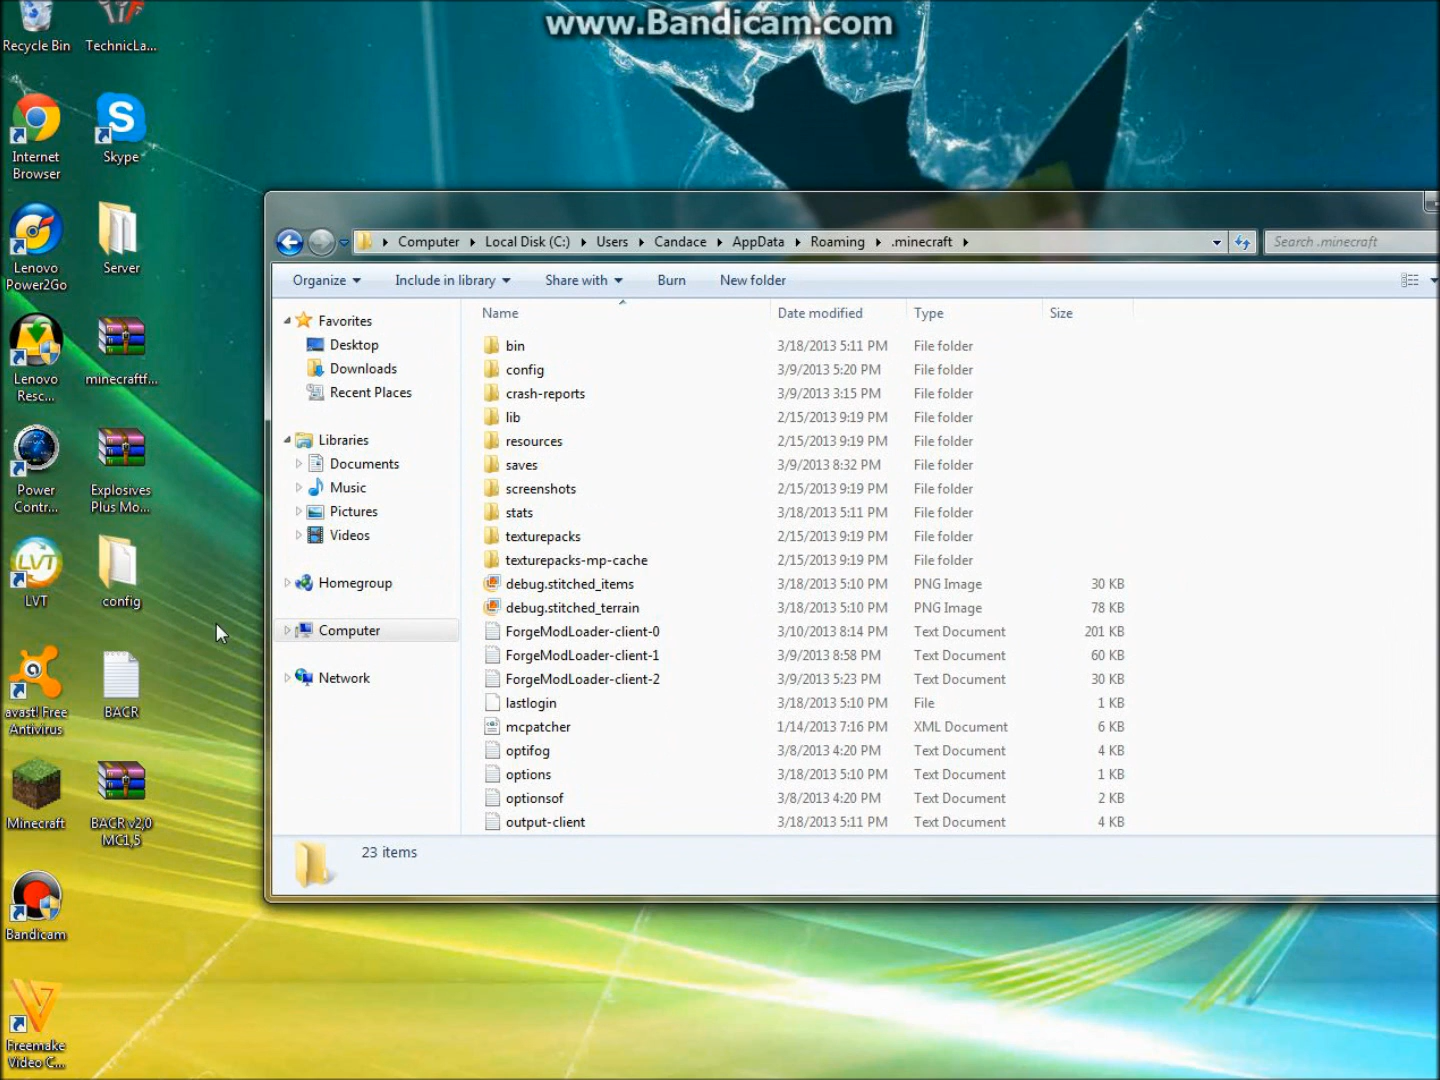 www.Bandicam.com
Recycle Bin
TechnicLa...
Internet
Browser
Skype
Lenovo
Power2Go
Server
Lenovo
Resc...
minecraftf...
Power
Contr...
Explosives
Plus Mo...
LVT
LVT
config
avast! Free
Antivirus
BACR
Minecraft
BACR v2,0
MC1,5
Bandicam
Freemake
Video C...
Computer
Local Disk (C:)
Users
Candace
AppData
Roaming
.minecraft
Search .minecraft
Organize
Include in library
Share with
Burn
New folder
Favorites
Desktop
Downloads
Recent Places
Libraries
Documents
Music
Pictures
Videos
Homegroup
Computer
Network
Name Date modified Type Size
bin 3/18/2013 5:11 PM File folder
config 3/9/2013 5:20 PM File folder
crash-reports 3/9/2013 3:15 PM File folder
lib 2/15/2013 9:19 PM File folder
resources 2/15/2013 9:19 PM File folder
saves 3/9/2013 8:32 PM File folder
screenshots 2/15/2013 9:19 PM File folder
stats 3/18/2013 5:11 PM File folder
texturepacks 2/15/2013 9:19 PM File folder
texturepacks-mp-cache 2/15/2013 9:19 PM File folder
debug.stitched_items 3/18/2013 5:10 PM PNG Image 30 KB
debug.stitched_terrain 3/18/2013 5:10 PM PNG Image 78 KB
ForgeModLoader-client-0 3/10/2013 8:14 PM Text Document 201 KB
ForgeModLoader-client-1 3/9/2013 8:58 PM Text Document 60 KB
ForgeModLoader-client-2 3/9/2013 5:23 PM Text Document 30 KB
lastlogin 3/18/2013 5:10 PM File 1 KB
mcpatcher 1/14/2013 7:16 PM XML Document 6 KB
optifog 3/8/2013 4:20 PM Text Document 4 KB
options 3/18/2013 5:10 PM Text Document 1 KB
optionsof 3/8/2013 4:20 PM Text Document 2 KB
output-client 3/18/2013 5:11 PM Text Document 4 KB
23 items